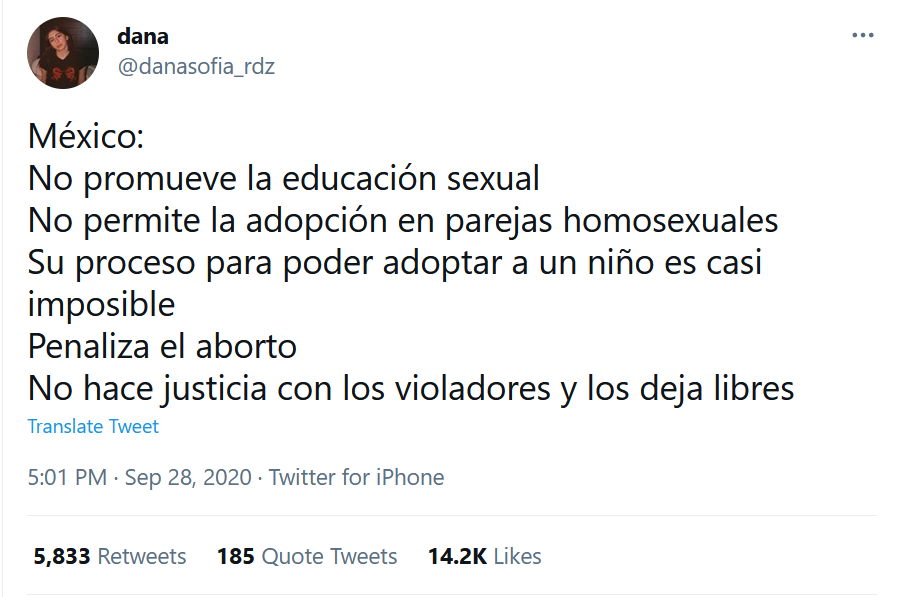 dana
@danasofia_rdz
México:
No promueve la educación sexual
No permite la adopción en parejas homosexuales
Su proceso para poder adoptar a un niño es casi
imposible
Penaliza el aborto
No hace justicia con los violadores y los deja libres
Translate Tweet
5:01 PM · Sep 28, 2020 · Twitter for iPhone
5,833 Retweets 185 Quote Tweets 14.2K Likes